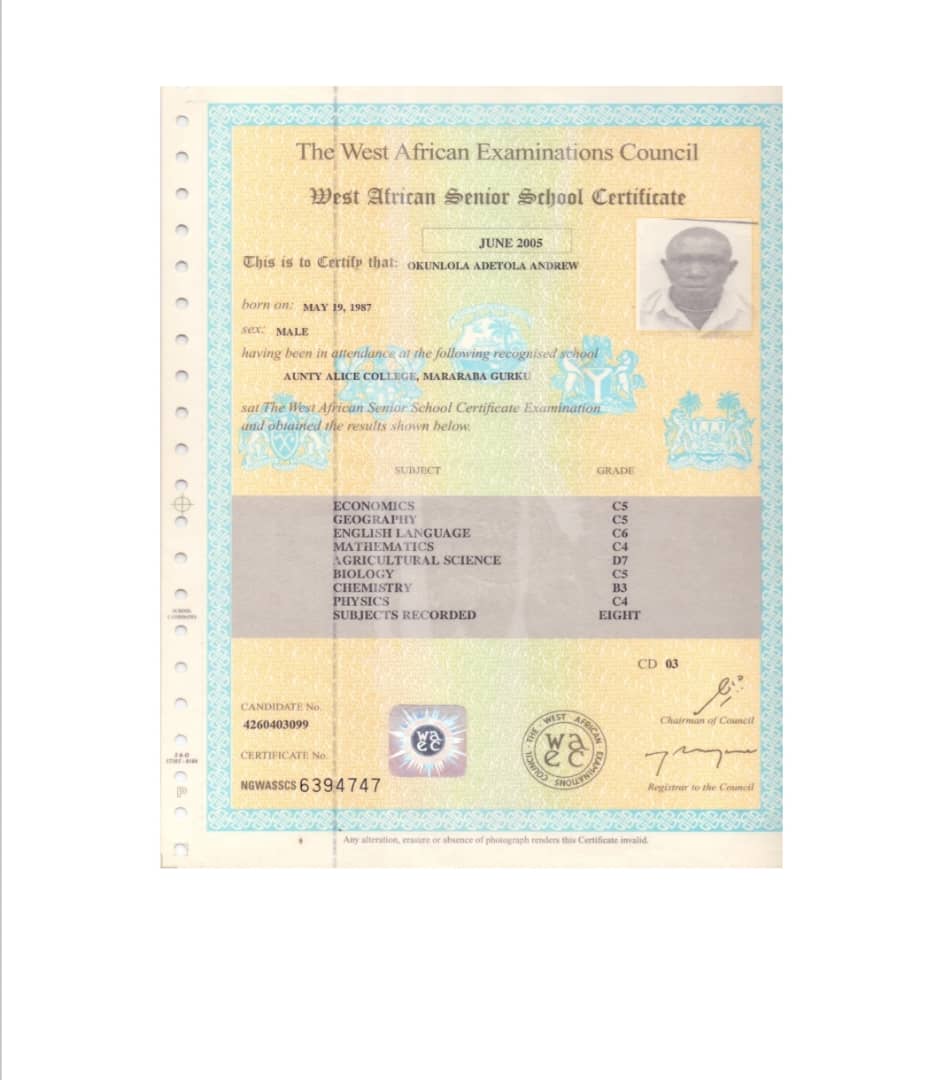 The West African Examinations Council
West African Senior School Certificate
JUNE 2005
This is to Certify that: OKUNLOLA ADETOLA ANDREW
born on: MAY 19, 1987
sex: MALE
having been in attendance at the following recognised school
AUNTY ALICE COLLEGE, MARARABA GURKU
sat The West African Senior School Certificate Examination
and obtained the results shown below.
SUBJECT GRADE
ECONOMICS C5
GEOGRAPHY C5
ENGLISH LANGUAGE C6
MATHEMATICS C4
AGRICULTURAL SCIENCE D7
BIOLOGY C5
CHEMISTRY B3
PHYSICS C4
SUBJECTS RECORDED EIGHT
SCHOOL
CANDIDATES
CD 03
Chairman of Council
CANDIDATE No.
4260403099
waec
THE WEST AFRICAN EXAMINATIONS COUNCIL
waec
CERTIFICATE No.
NGWASSCS 6394747
Registrar to the Council
P
Any alteration, erasure or absence of photograph renders this Certificate invalid.